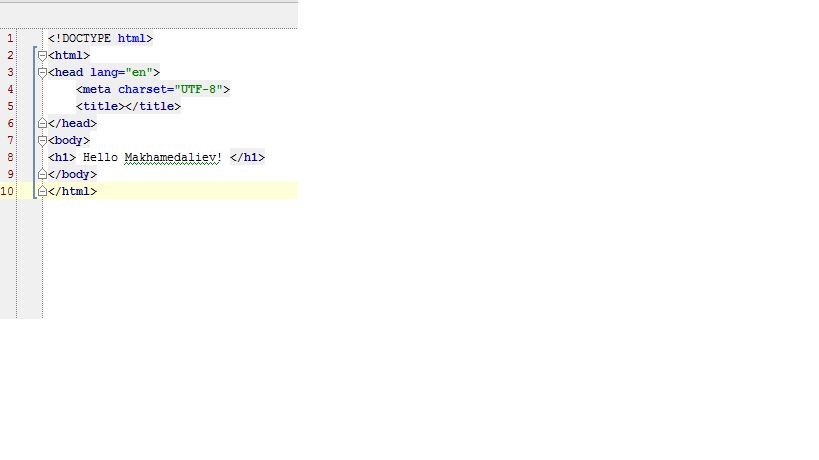 1 <!DOCTYPE html>
2 <html>
3 <head lang="en">
4     <meta charset="UTF-8">
5     <title></title>
6 </head>
7 <body>
8 <h1> Hello Makhamedaliev! </h1>
9 </body>
10 </html>